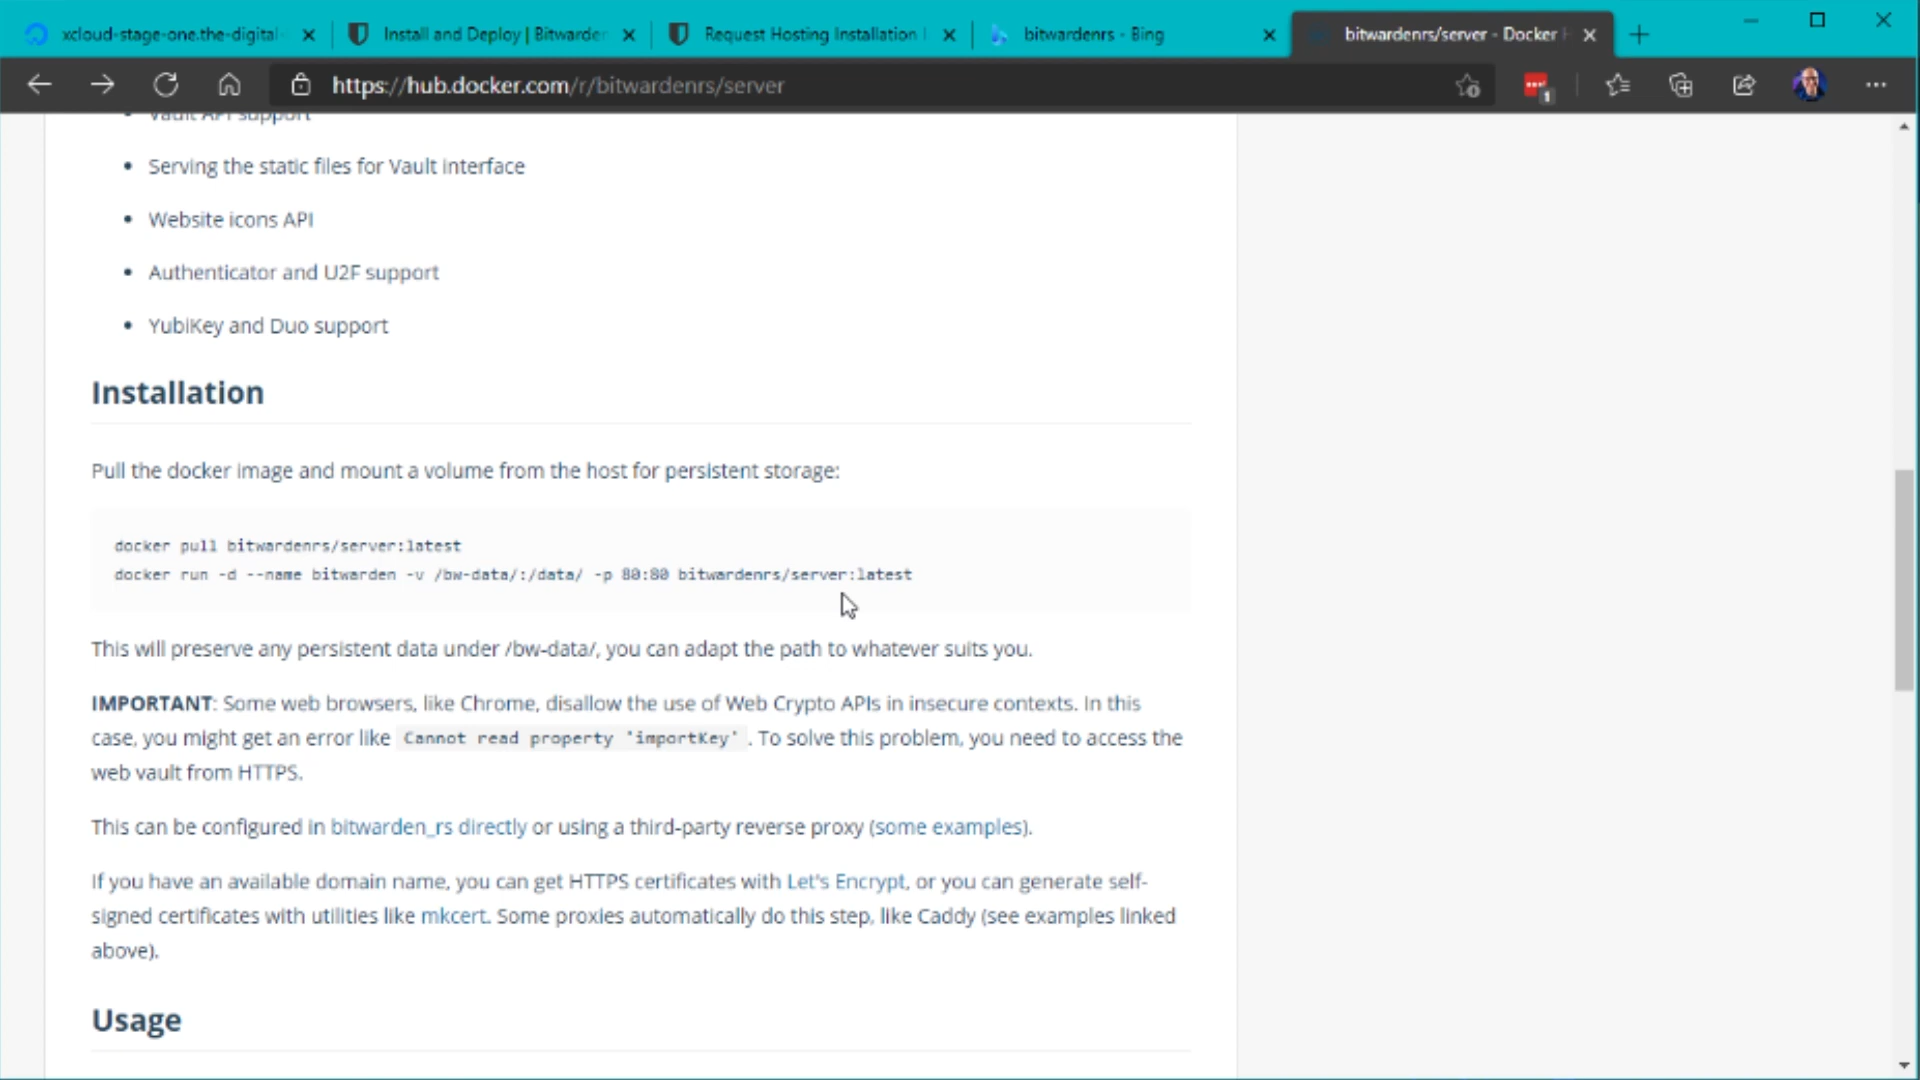 xcloud-stage-one.the-digital-
Install and Deploy | Bitwarden
Request Hosting Installation
bitwardenrs - Bing
bitwardenrs/server - Docker H
https://hub.docker.com/r/bitwardenrs/server
1
Vault API support
Serving the static files for Vault interface
Website icons API
Authenticator and U2F support
YubiKey and Duo support
Installation
Pull the docker image and mount a volume from the host for persistent storage:
docker pull bitwardenrs/server:latest
docker run -d --name bitwarden -v /bw-data/:/data/ -p 80:80 bitwardenrs/server:latest
This will preserve any persistent data under /bw-data/, you can adapt the path to whatever suits you.
IMPORTANT: Some web browsers, like Chrome, disallow the use of Web Crypto APIs in insecure contexts. In this
case, you might get an error like Cannot read property 'importKey' . To solve this problem, you need to access the
web vault from HTTPS.
This can be configured in bitwarden_rs directly or using a third-party reverse proxy (some examples).
If you have an available domain name, you can get HTTPS certificates with Let's Encrypt, or you can generate self-
signed certificates with utilities like mkcert. Some proxies automatically do this step, like Caddy (see examples linked
above).
Usage